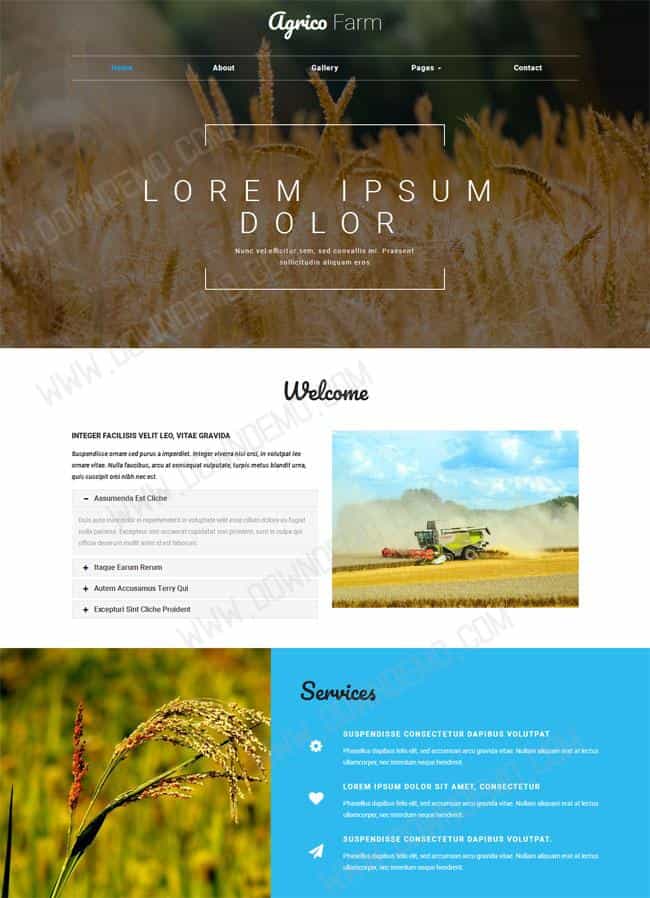 Agrico Farm
Home About Gallery Pages Contact
LOREM IPSUM
DOLOR
Nunc vel efficitur sem, sed convallis mi. Praesent
sollicitudin aliquam eros
Welcome
INTEGER FACILISIS VELIT LEO, VITAE GRAVIDA
Suspendisse ornare sed purus a imperdiet. Integer viverra nisi orci, in volutpat leo
ornare vitae. Nulla faucibus, arcu at consequat vulputate, turpis metus blandit urna,
quis suscipit orci nibh nec est.
Assumenda Est Cliche
Duis aute irure dolor in reprehenderit in voluptate velit esse cillum dolore eu fugiat
nulla pariatur. Excepteur sint occaecat cupidatat non proident, sunt in culpa qui
officia deserunt mollit anim id est laborum.
Itaque Earum Rerum
Autem Accusamus Terry Qui
Excepturi Sint Cliche Proident
Services
SUSPENDISSE CONSECTETUR DAPIBUS VOLUTPAT
Phasellus dapibus felis elit, sed accumsan arcu gravida vitae. Nullam aliquam erat at lectus
ullamcorper, nec interdum neque hendrerit.
LOREM IPSUM DOLOR SIT AMET, CONSECTETUR
Phasellus dapibus felis elit, sed accumsan arcu gravida vitae. Nullam aliquam erat at lectus
ullamcorper, nec interdum neque hendrerit.
SUSPENDISSE CONSECTETUR DAPIBUS VOLUTPAT.
Phasellus dapibus felis elit, sed accumsan arcu gravida vitae. Nullam aliquam erat at lectus
ullamcorper, nec interdum neque hendrerit.
WWW.DOWNDEMO.COM